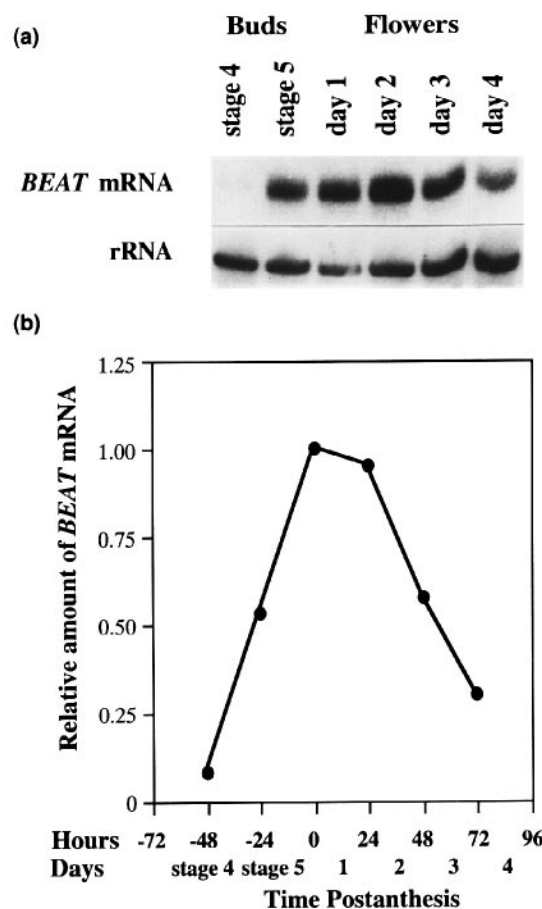 (a)
Buds Flowers
stage 4
stage 5
day 1
day 2
day 3
day 4
BEAT mRNA
rRNA
(b)
1.25
1.00
0.75
0.50
0.25
0
Relative amount of BEAT mRNA
Hours -72 -48 -24 0 24 48 72 96
Days stage 4 stage 5 1 2 3 4
Time Postanthesis